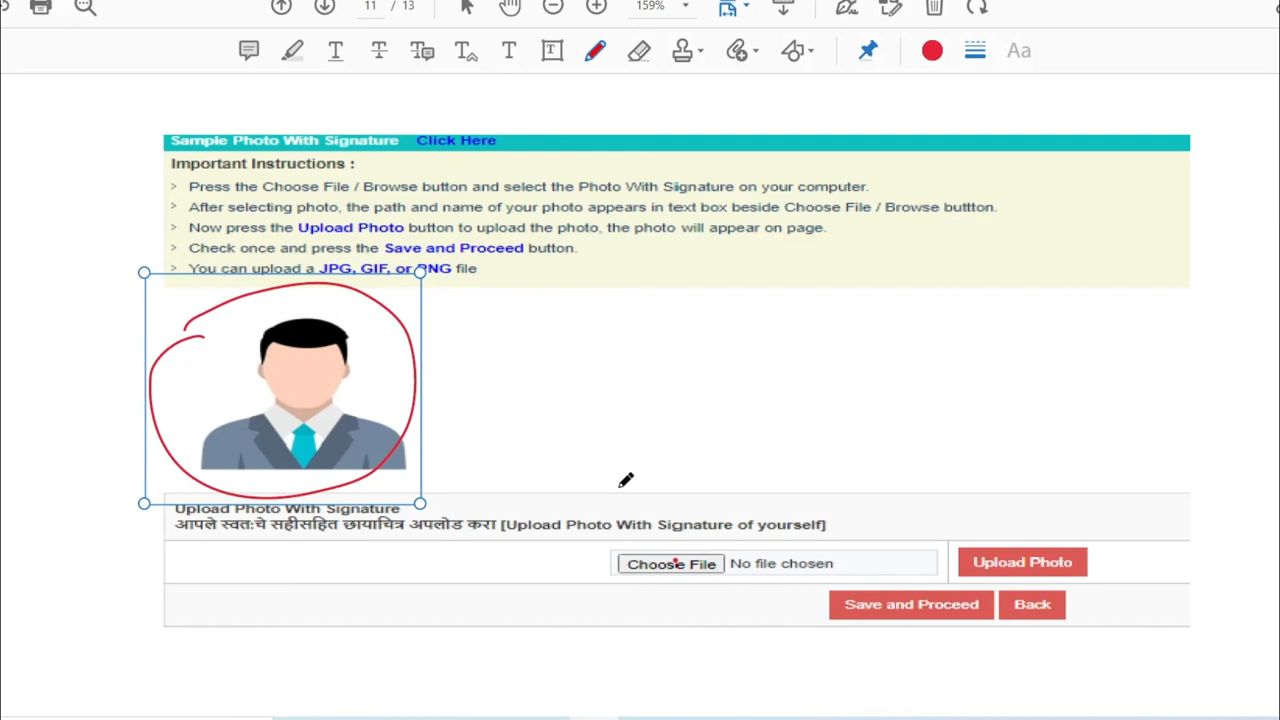 11 / 13
159%
Aa
Sample Photo With Signature Click Here
Important Instructions :
> Press the Choose File / Browse button and select the Photo With Signature on your computer.
> After selecting photo, the path and name of your photo appears in text box beside Choose File / Browse buttton.
> Now press the Upload Photo button to upload the photo, the photo will appear on page.
> Check once and press the Save and Proceed button.
> You can upload a JPG, GIF, or PNG file
Upload Photo With Signature
आपले स्वत:चे सहीसहित छायाचित्र अपलोड करा [Upload Photo With Signature of yourself]
Choose File No file chosen Upload Photo
Save and Proceed Back